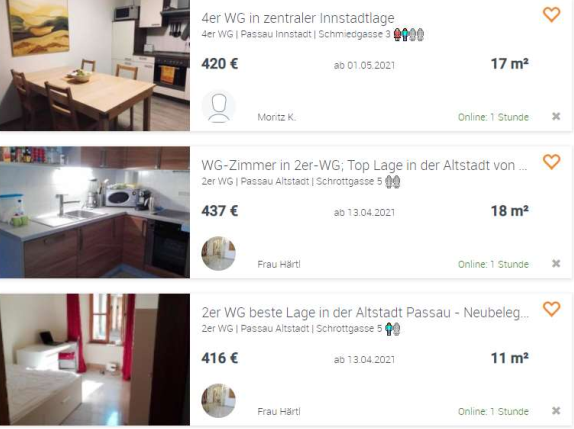 4er WG in zentraler Innstadtlage
4er WG | Passau Innstadt | Schmiedgasse 3
420 € ab 01.05.2021 17 m²
Moritz K. Online: 1 Stunde
WG-Zimmer in 2er-WG; Top Lage in der Altstadt von ...
2er WG | Passau Altstadt | Schrottgasse 5
437 € ab 13.04.2021 18 m²
Frau Härtl Online: 1 Stunde
2er WG beste Lage in der Altstadt Passau - Neubeleg...
2er WG | Passau Altstadt | Schrottgasse 5
416 € ab 13.04.2021 11 m²
Frau Härtl Online: 1 Stunde